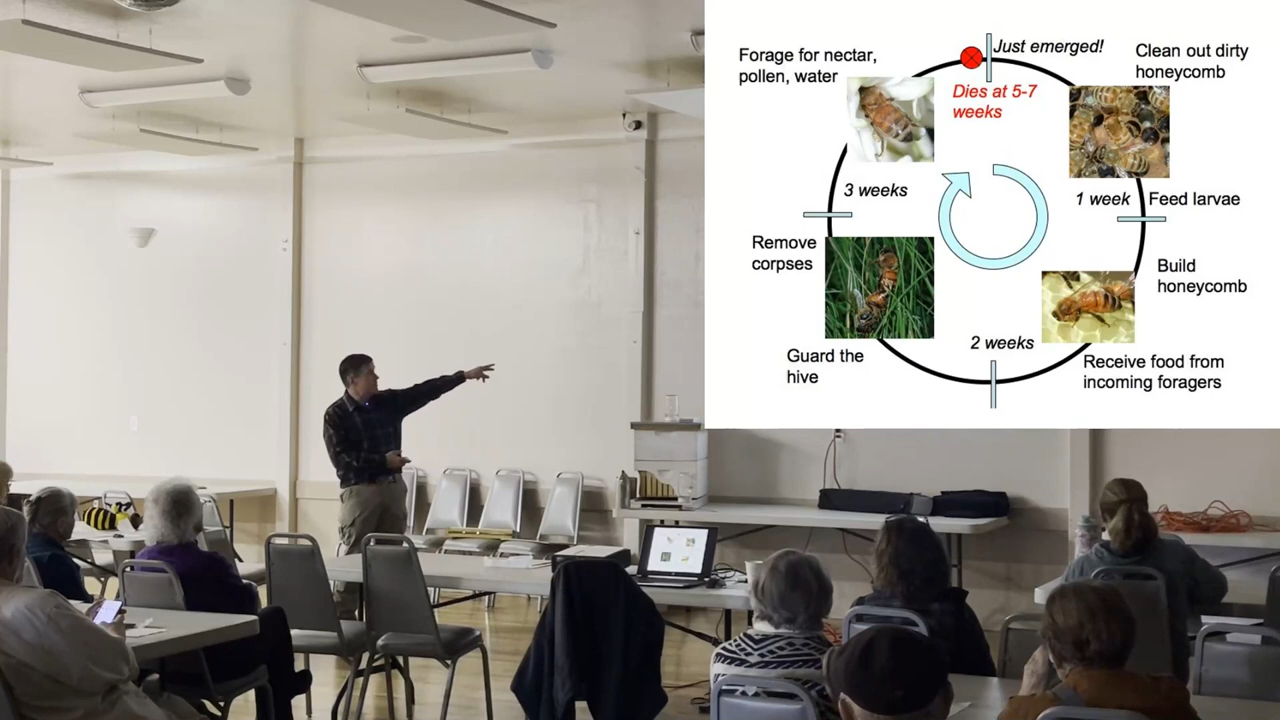 Just emerged!
Dies at 5-7
weeks
Clean out dirty
honeycomb
1 week
Feed larvae
Build
honeycomb
Receive food from
incoming foragers
2 weeks
Guard the
hive
Remove
corpses
3 weeks
Forage for nectar,
pollen, water